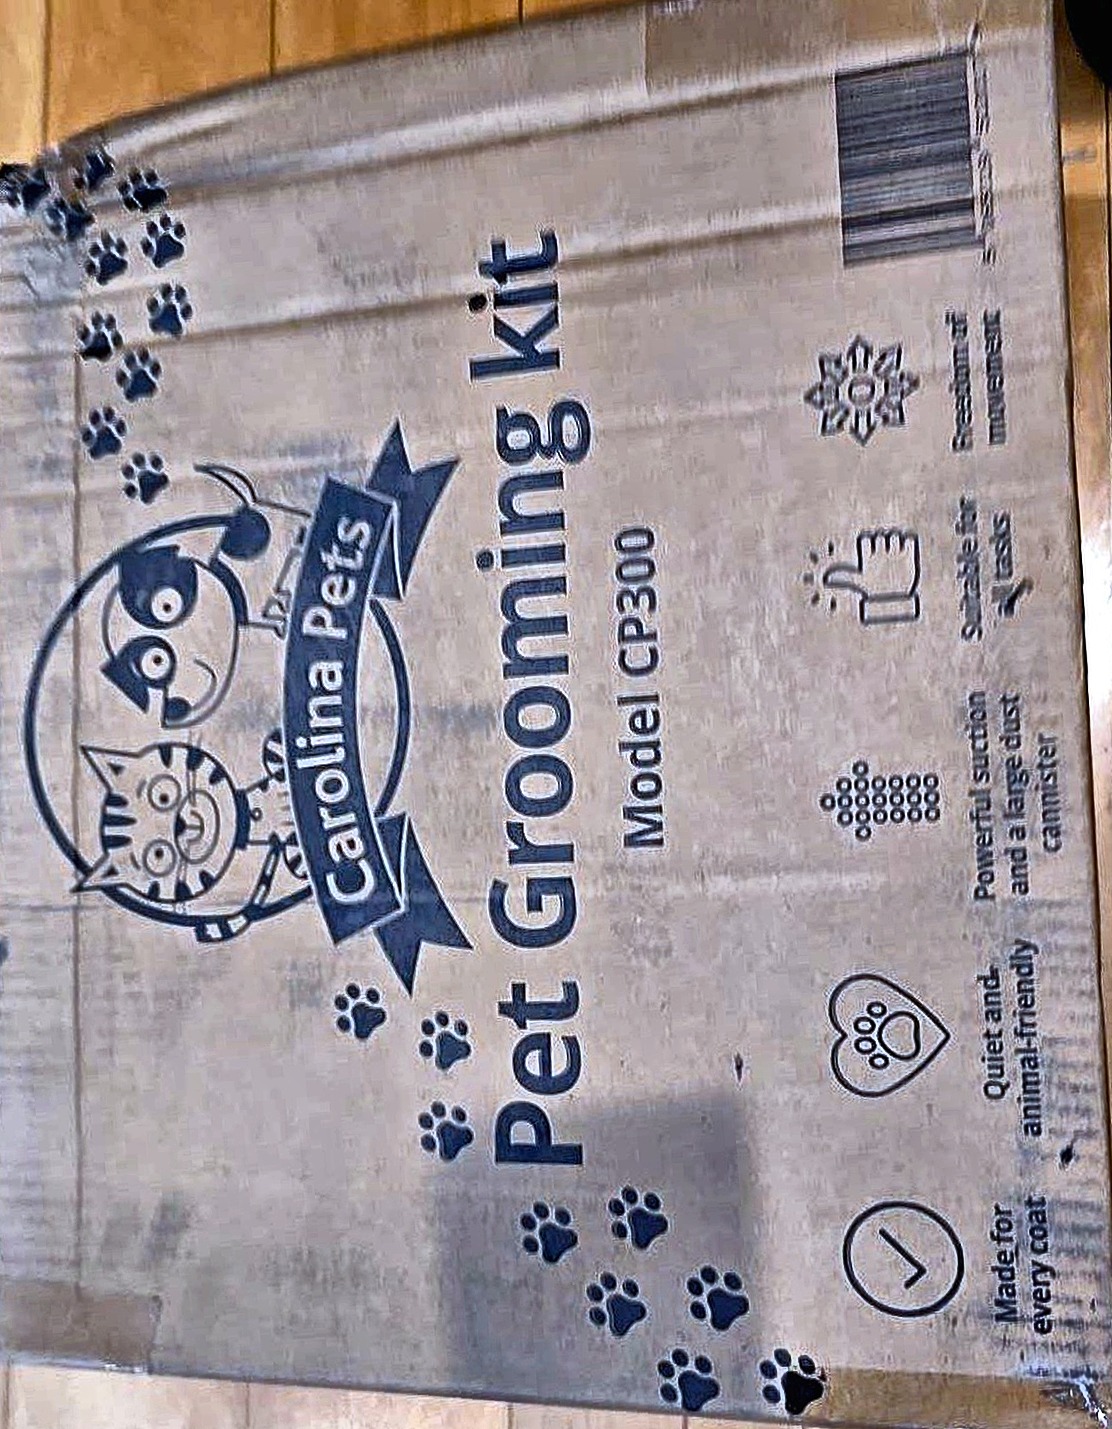 Carolina Pets
Pet Grooming kit
Model CP300
Made for
every coat
Quiet and
animal-friendly
Powerful suction
and a large dust
cannister
Suitable for
all tasks
Freedom of
movement